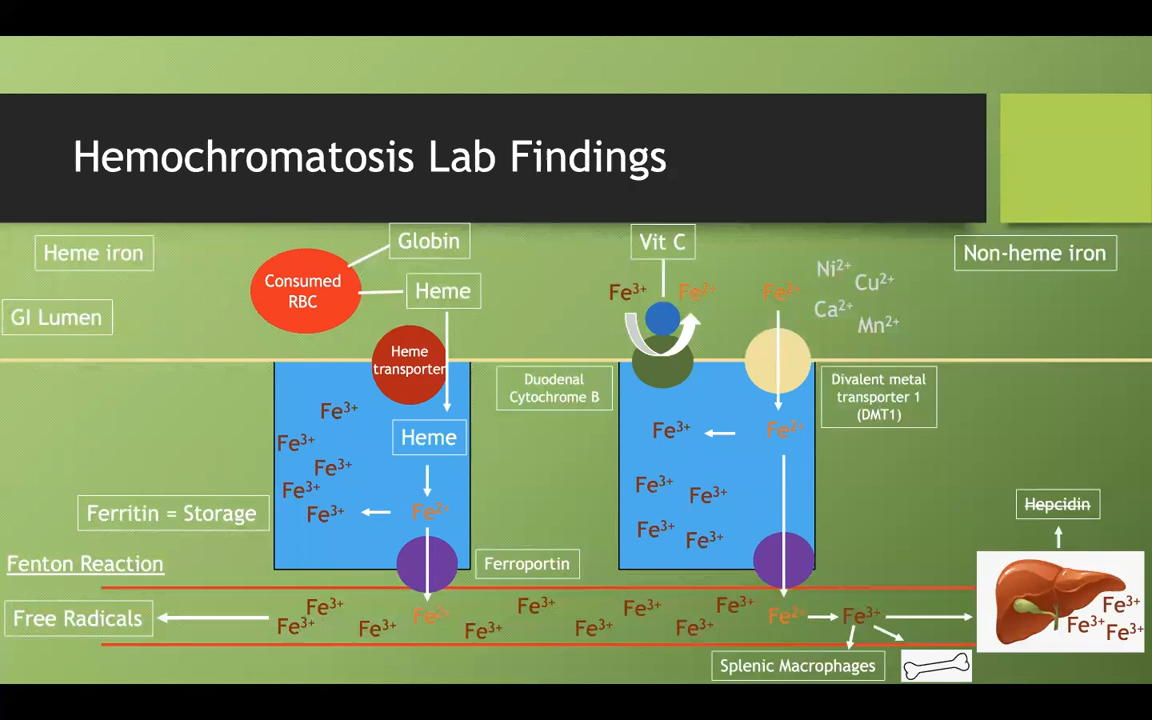 Hemochromatosis Lab Findings
Heme iron
Globin
Vit C
Non-heme iron
Consumed
RBC
Heme
Fe3+
Fe2+
Fe2+
Ni2+
Cu2+
Ca2+
Mn2+
GI Lumen
Heme
transporter
Duodenal
Cytochrome B
Divalent metal
transporter 1
(DMT1)
Fe3+
Fe3+
Fe3+
Fe3+
Fe3+
Heme
Fe2+
Fe3+
Fe2+
Fe3+
Fe3+
Fe3+
Fe3+
Ferritin = Storage
Hepcidin
Fenton Reaction
Ferroportin
Free Radicals
Fe3+
Fe3+
Fe3+
Fe2+
Fe3+
Fe3+
Fe3+
Fe3+
Fe3+
Fe3+
Fe2+
Fe3+
Fe3+
Fe3+
Fe3+
Splenic Macrophages